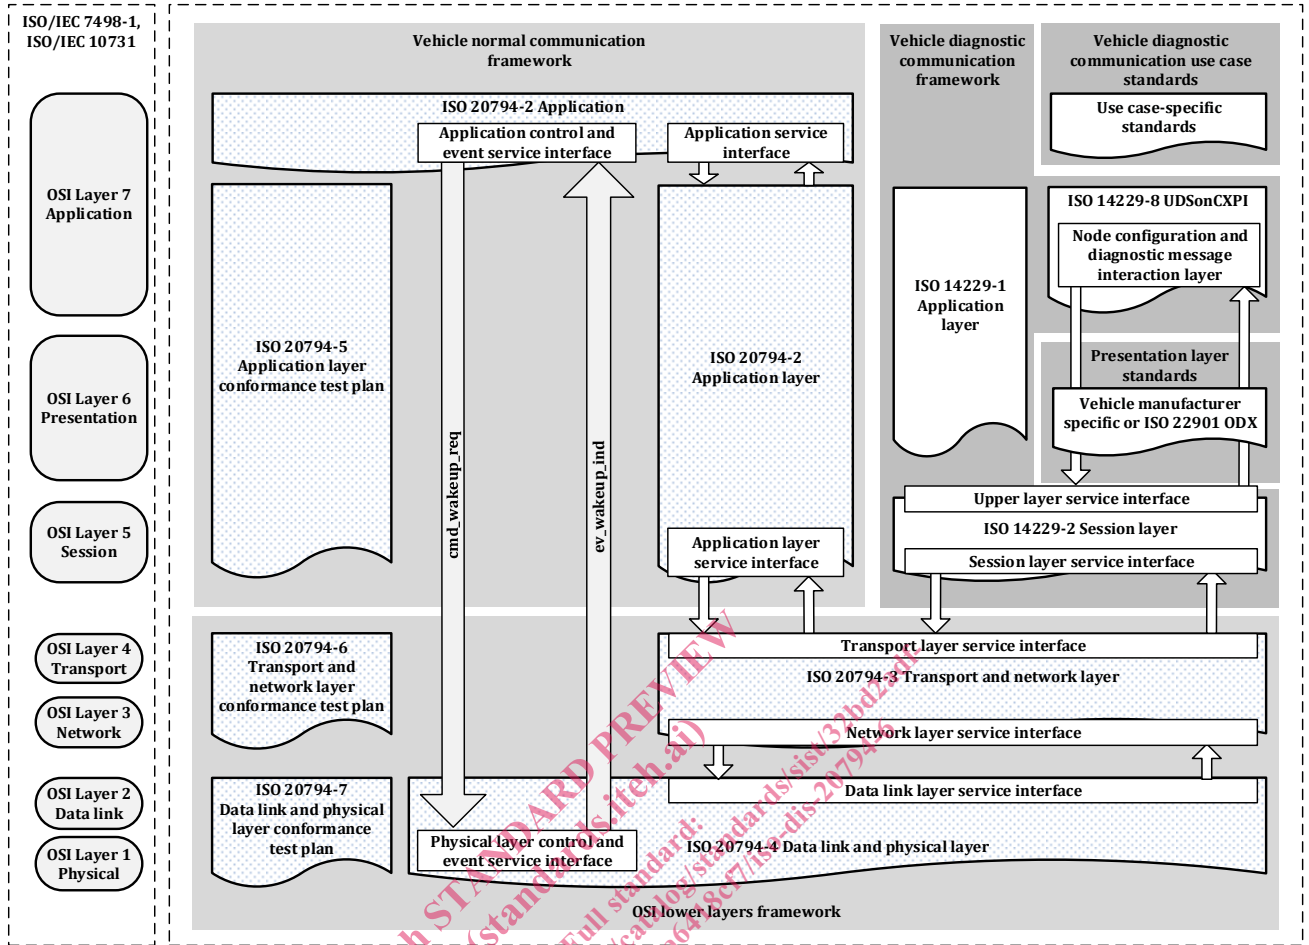 ISO/IEC 7498-1,
ISO/IEC 10731
OSI Layer 7
Application
OSI Layer 6
Presentation
OSI Layer 5
Session
OSI Layer 4
Transport
OSI Layer 3
Network
OSI Layer 2
Data link
OSI Layer 1
Physical
Vehicle normal communication
framework
ISO 20794-2 Application
Application control and
event service interface
Application service
interface
ISO 20794-5
Application layer
conformance test plan
cmd_wakeup_req
ev_wakeup_ind
ISO 20794-2
Application layer
Application layer
service interface
Vehicle diagnostic
communication
framework
Vehicle diagnostic
communication use case
standards
Use case-specific
standards
ISO 14229-1
Application
layer
ISO 14229-8 UDSonCXPI
Node configuration and
diagnostic message
interaction layer
Presentation layer
standards
Vehicle manufacturer
specific or ISO 22901 ODX
Upper layer service interface
ISO 14229-2 Session layer
Session layer service interface
ISO 20794-6
Transport and
network layer
conformance test plan
Transport layer service interface
ISO 20794-3 Transport and network layer
Network layer service interface
ISO 20794-7
Data link and physical
layer conformance
test plan
Data link layer service interface
Physical layer control and
event service interface
ISO 20794-4 Data link and physical layer
OSI lower layers framework
STANDARD PREVIEW
(standards.iteh.ai)
Full standard: